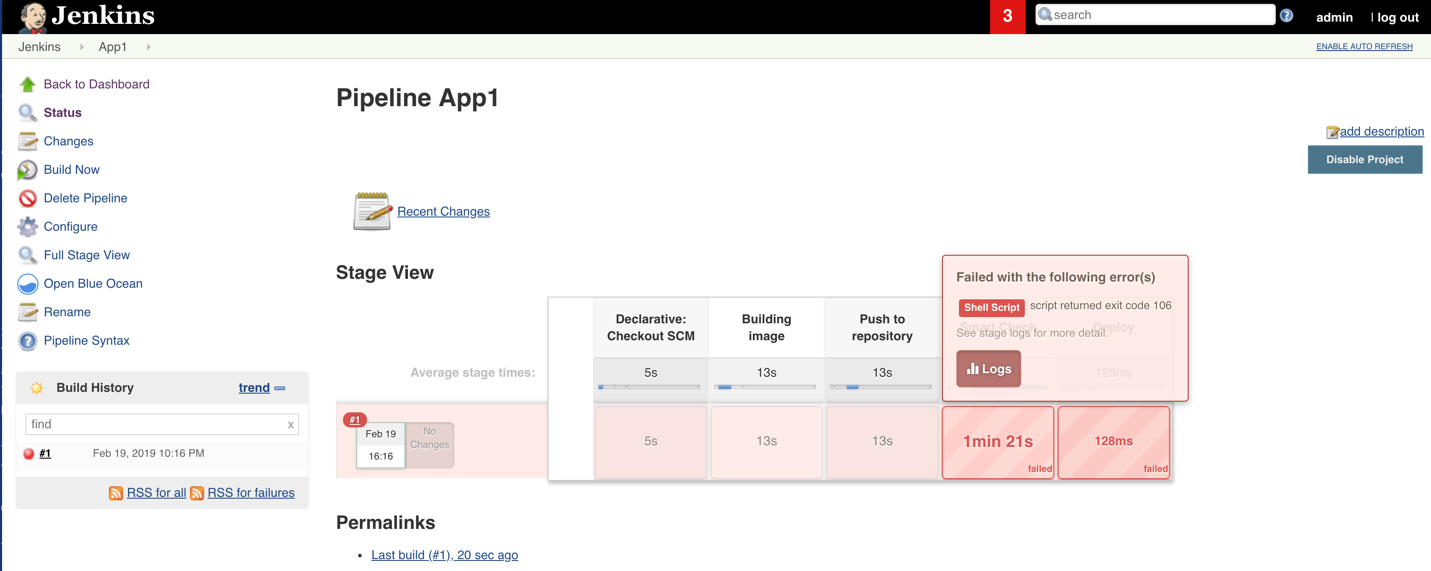 Jenkins
3
search
admin
| log out
Jenkins
App1
ENABLE AUTO REFRESH
Back to Dashboard
Status
Changes
Build Now
Delete Pipeline
Configure
Full Stage View
Open Blue Ocean
Rename
Pipeline Syntax
Build History
trend
find
x
#1
Feb 19, 2019 10:16 PM
RSS for all
RSS for failures
Pipeline App1
add description
Disable Project
Recent Changes
Stage View
Declarative:
Checkout SCM
Building
image
Push to
repository
Smart Check
Deploy
Failed with the following error(s)
Shell Script script returned exit code 106
See stage logs for more detail.
Logs
Average stage times:
5s
13s
13s
128ms
#1
Feb 19
16:16
No
Changes
5s
13s
13s
1min 21s
failed
128ms
failed
Permalinks
Last build (#1), 20 sec ago